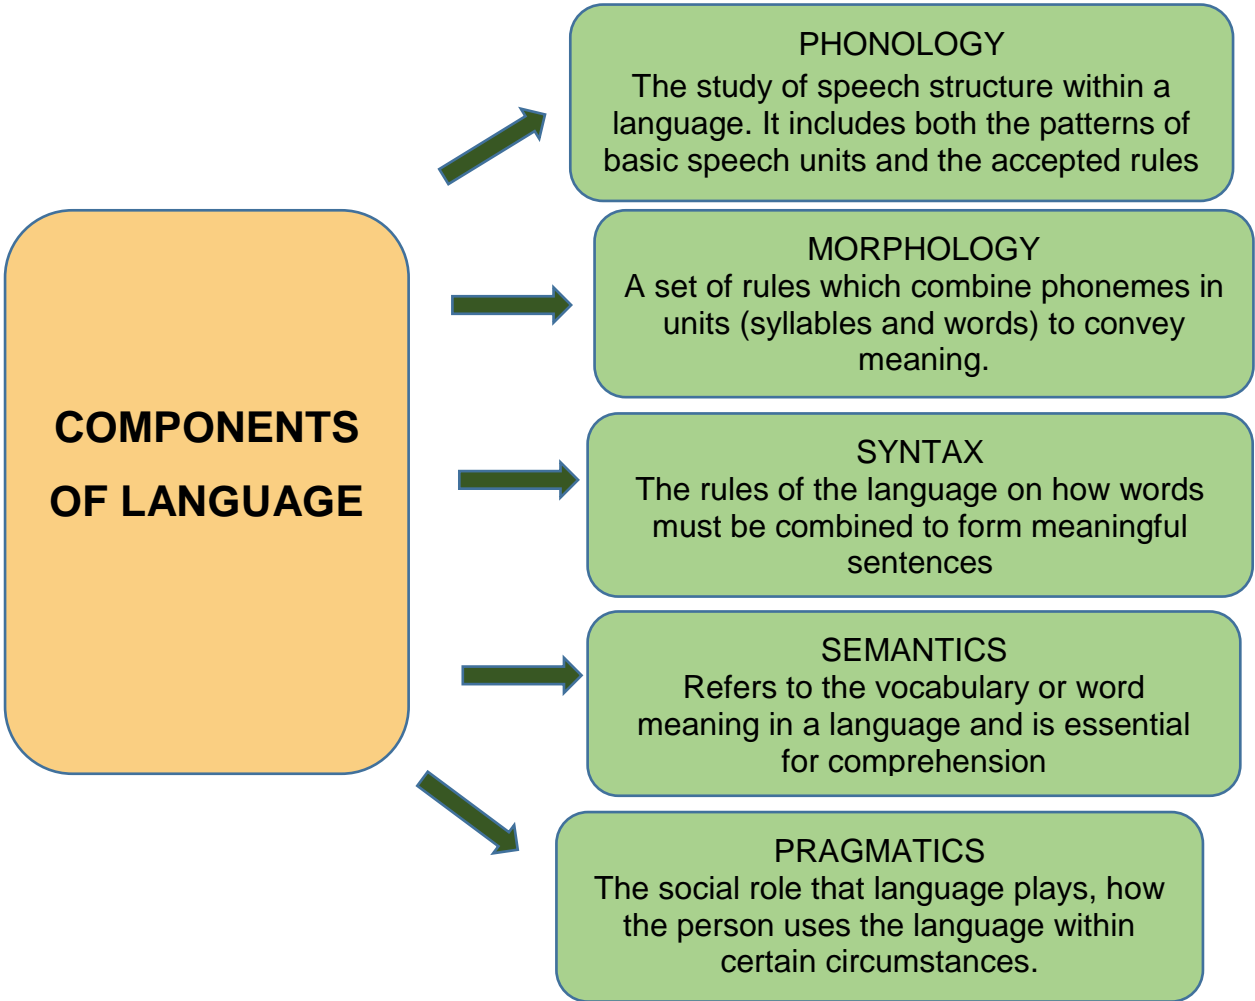 COMPONENTS
OF LANGUAGE
PHONOLOGY
The study of speech structure within a
language. It includes both the patterns of
basic speech units and the accepted rules
MORPHOLOGY
A set of rules which combine phonemes in
units (syllables and words) to convey
meaning.
SYNTAX
The rules of the language on how words
must be combined to form meaningful
sentences
SEMANTICS
Refers to the vocabulary or word
meaning in a language and is essential
for comprehension
PRAGMATICS
The social role that language plays, how
the person uses the language within
certain circumstances.